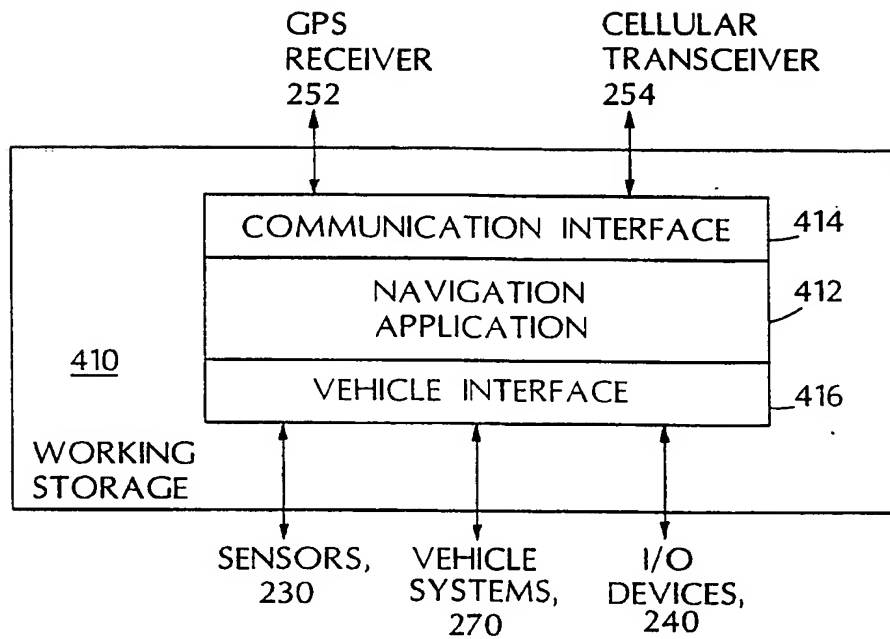 GPS
RECEIVER
252
CELLULAR
TRANSCEIVER
254
COMMUNICATION INTERFACE
414
NAVIGATION
APPLICATION
412
410
VEHICLE INTERFACE
416
WORKING
STORAGE
SENSORS,
230
VEHICLE
SYSTEMS,
270
I/O
DEVICES,
240